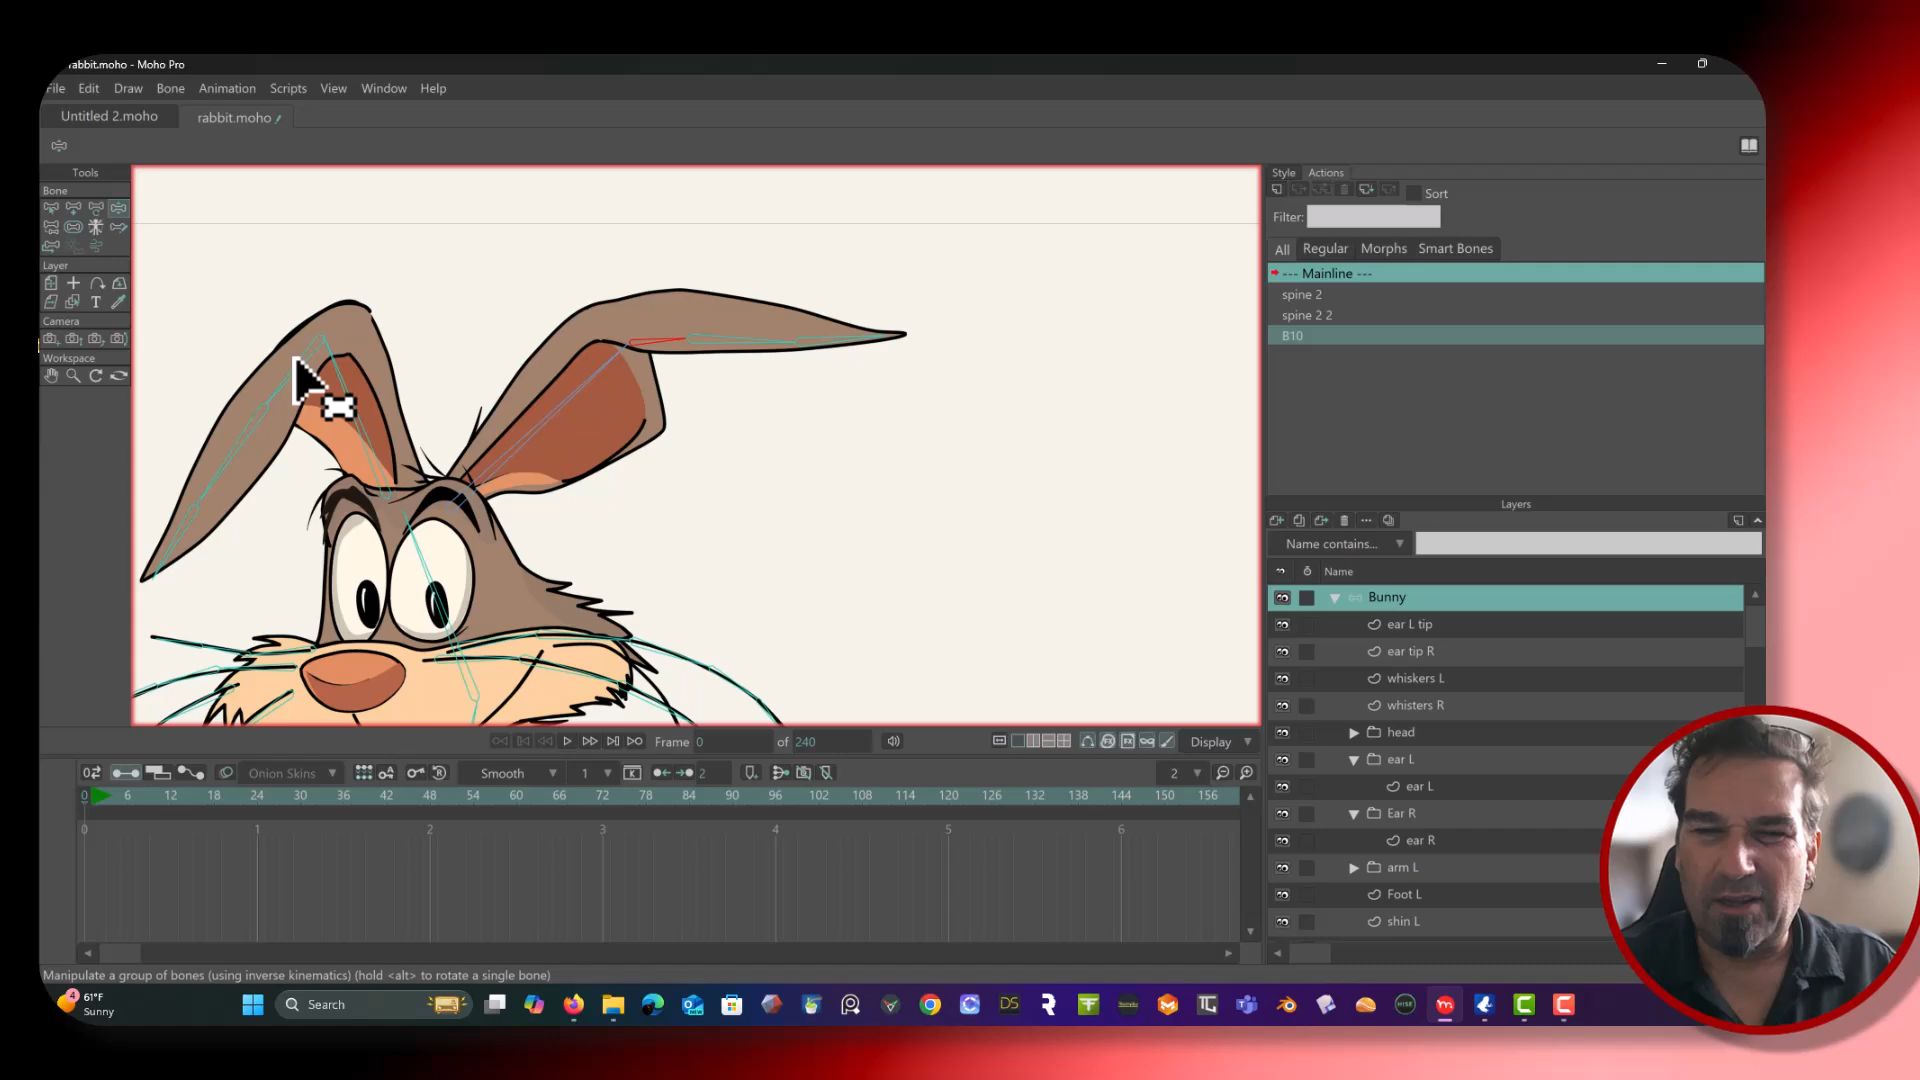 rabbit.moho - Moho Pro
File Edit Draw Bone Animation Scripts View Window Help
Untitled 2.moho rabbit.moho
Tools
Bone
Layer
T
Camera
Workspace
Style Actions
Sort
Filter:
All Regular Morphs Smart Bones
--- Mainline ---
spine 2
spine 2 2
B10
Layers
Name contains...
Name
Bunny
ear L tip
ear tip R
whiskers L
whisters R
head
ear L
ear L
Ear R
ear R
arm L
Foot L
shin L
Frame 0 of 240 Display
Onion Skins Smooth 1 2 2
0 6 12 18 24 30 36 42 48 54 60 66 72 78 84 90 96 102 108 114 120 126 132 138 144 150 156
0 1 2 3 4 5 6
Manipulate a group of bones (using inverse kinematics) (hold <alt> to rotate a single bone)
4 61°F
Sunny
Search
DS